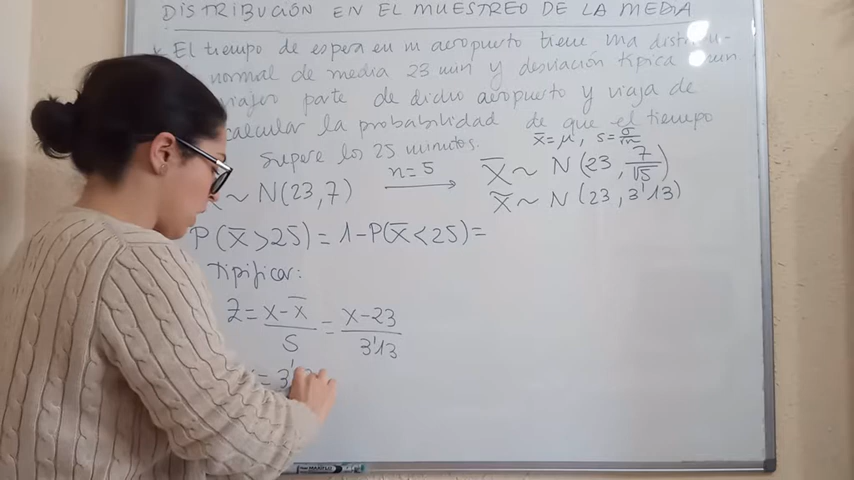 DISTRIBUCIÓN EN EL MUESTREO DE LA MEDIA
* El tiempo de espera en un aeropuerto tiene una distribu-
normal de media 23 min y desviación típica
viajero parte de dicho aeropuerto y viaja de
calcular la probabilidad de que el tiempo
supere los 25 minutos.
x̄=μ, s=σ/√n
~ N(23,7) n=5 → X̄ ~ N(23, 7/√5)
X̄ ~ N(23, 3'13)
P(X̄>25) = 1-P(X̄<25)=
Tipificar:
Z = X-X̄/S = X-23/3'13
= 3'